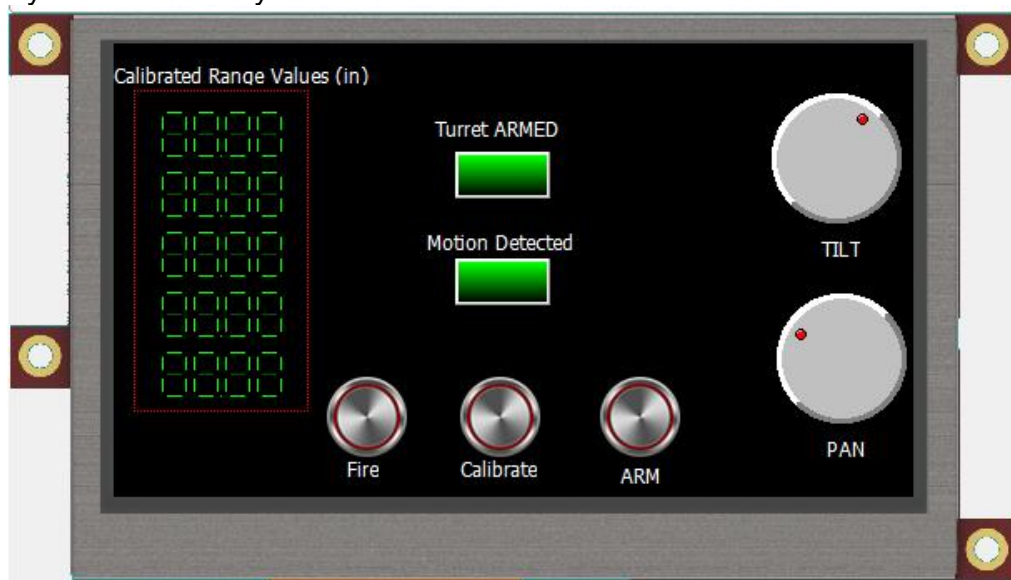 Calibrated Range Values (in)
Turret ARMED
Motion Detected
TILT
PAN
Fire
Calibrate
ARM